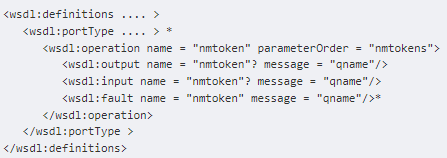 <wsdl:definitions .... >
<wsdl:portType .... > *
<wsdl:operation name = "nmtoken" parameterOrder = "nmtokens">
<wsdl:output name = "nmtoken"? message = "qname"/>
<wsdl:input name = "nmtoken"? message = "qname"/>
<wsdl:fault name = "nmtoken" message = "qname"/>*
</wsdl:operation>
</wsdl:portType >
</wsdl:definitions>